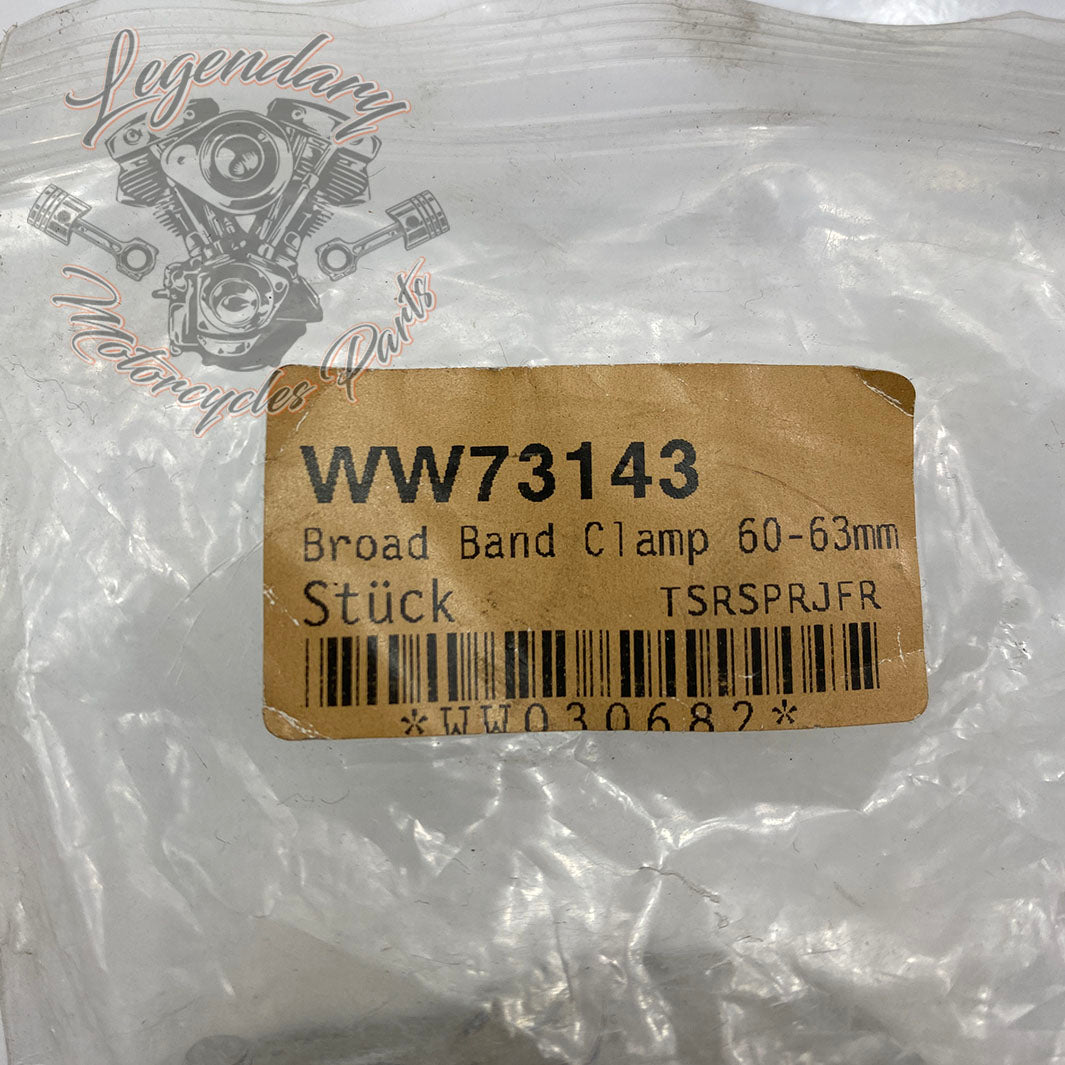 Legendary
Motorcycles Parts
WW73143
Broad Band Clamp 60-63mm
Stück TSRSPRJFR
*WW030682*